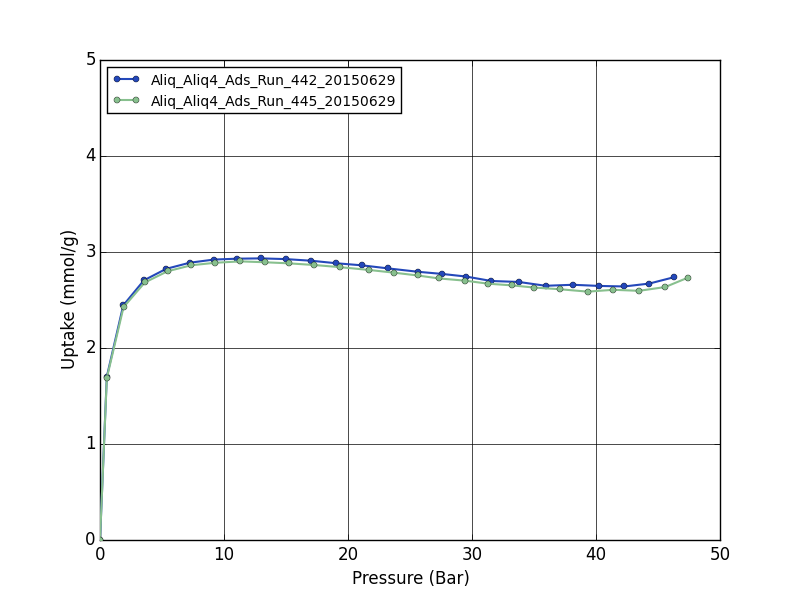 Aliq_Aliq4_Ads_Run_442_20150629
Aliq_Aliq4_Ads_Run_445_20150629
5
4
3
2
1
0
Uptake (mmol/g)
0 10 20 30 40 50
Pressure (Bar)